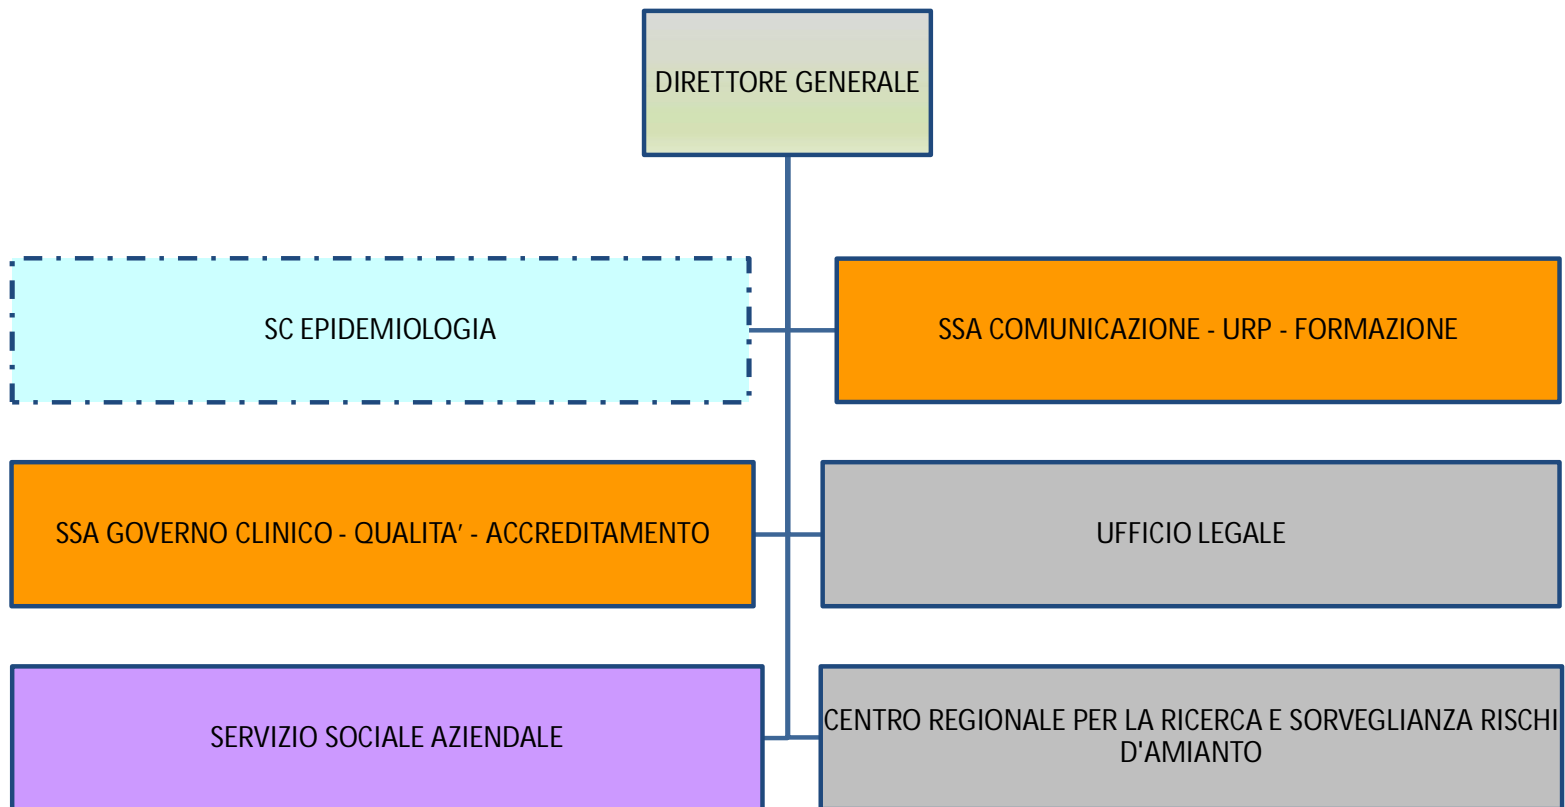 DIRETTORE GENERALE
SC EPIDEMIOLOGIA
SSA COMUNICAZIONE - URP - FORMAZIONE
SSA GOVERNO CLINICO - QUALITA’ - ACCREDITAMENTO
UFFICIO LEGALE
SERVIZIO SOCIALE AZIENDALE
CENTRO REGIONALE PER LA RICERCA E SORVEGLIANZA RISCHI
D'AMIANTO